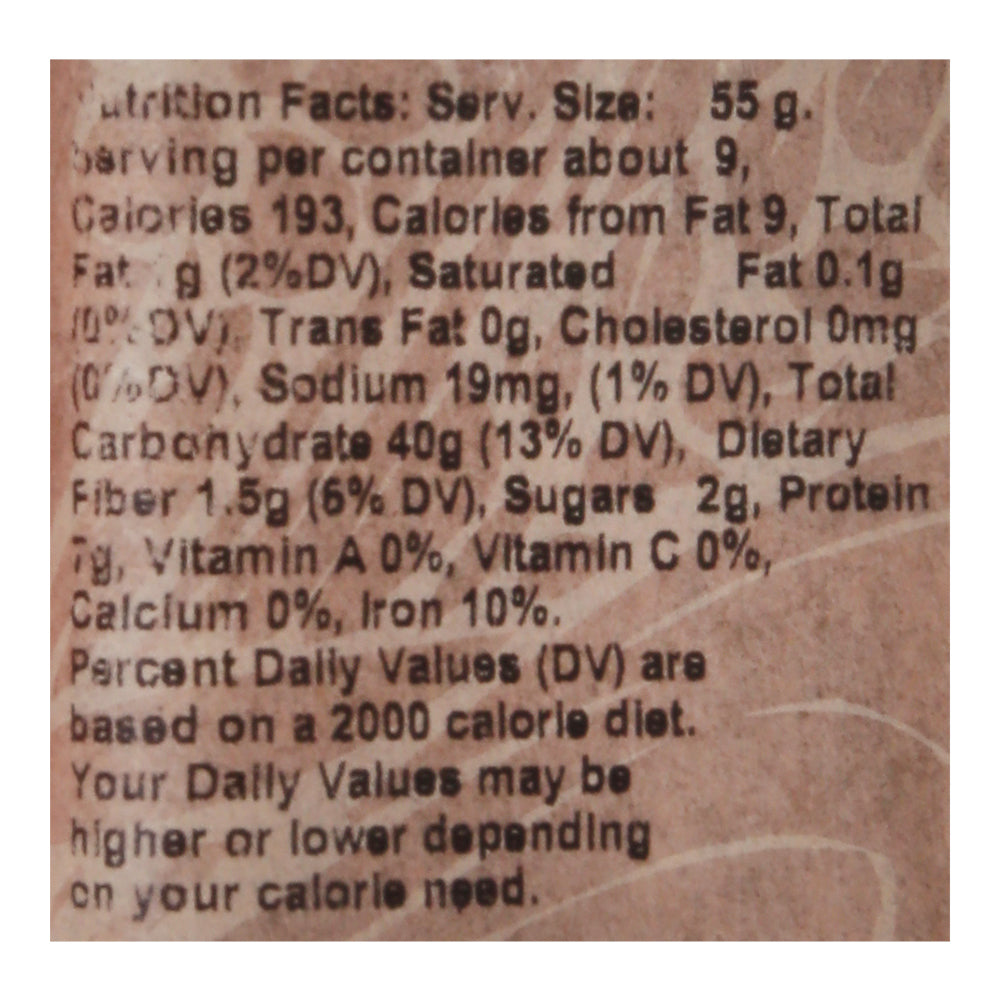 Nutrition Facts: Serv. Size: 55 g.
Serving per container about 9,
Calories 193, Calories from Fat 9, Total
Fat g (2%DV), Saturated Fat 0.1g
(0% DV), Trans Fat 0g, Cholesterol 0mg
(0%DV), Sodium 19mg, (1% DV), Total
Carbohydrate 40g (13% DV), Dietary
Fiber 1.5g (6% DV), Sugars 2g, Protein
7g, Vitamin A 0%, Vitamin C 0%,
Calcium 0%, Iron 10%.
Percent Daily Values (DV) are
based on a 2000 calorie diet.
Your Daily Values may be
higher or lower depending
on your calorie need.